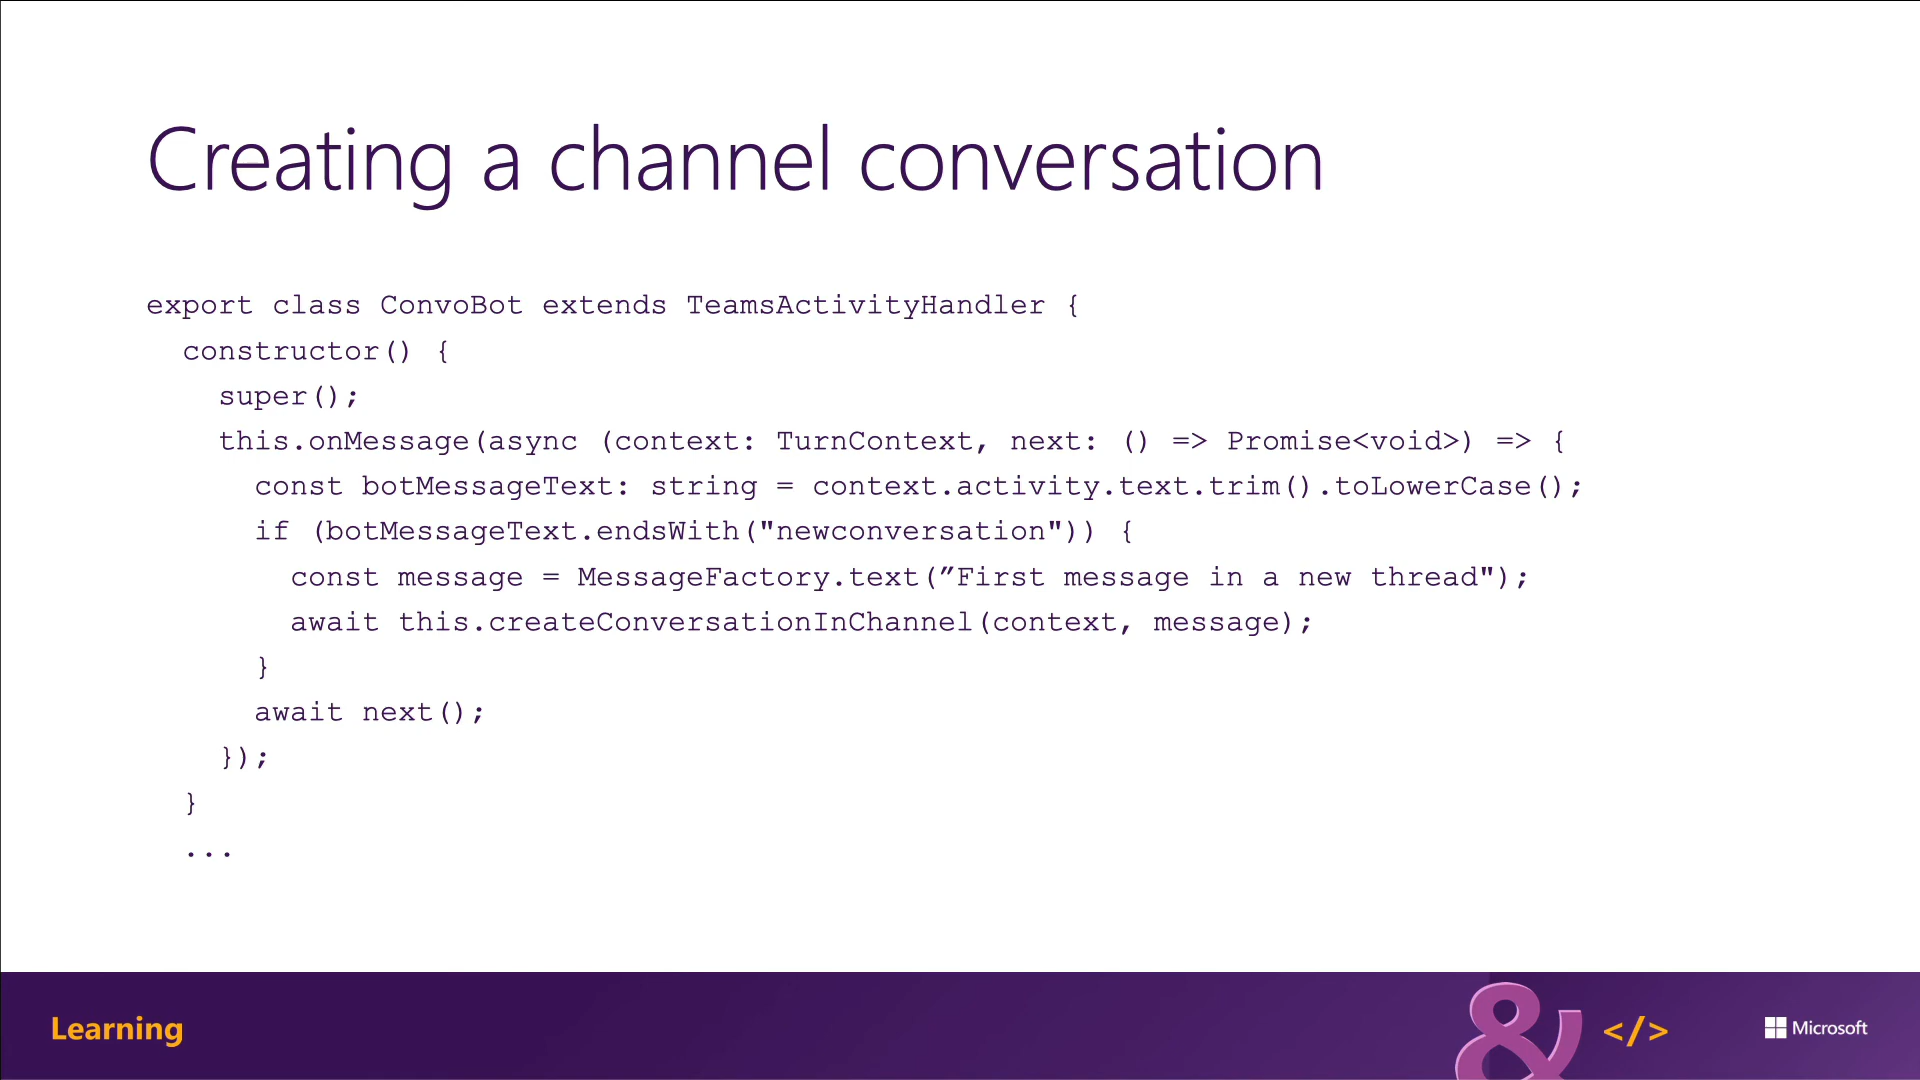 Creating a channel conversation
export class ConvoBot extends TeamsActivityHandler {
  constructor() {
    super();
    this.onMessage(async (context: TurnContext, next: () => Promise<void>) => {
      const botMessageText: string = context.activity.text.trim().toLowerCase();
      if (botMessageText.endsWith("newconversation")) {
        const message = MessageFactory.text(”First message in a new thread");
        await this.createConversationInChannel(context, message);
      }
      await next();
    });
  }
  ...
Learning
& </>
Microsoft